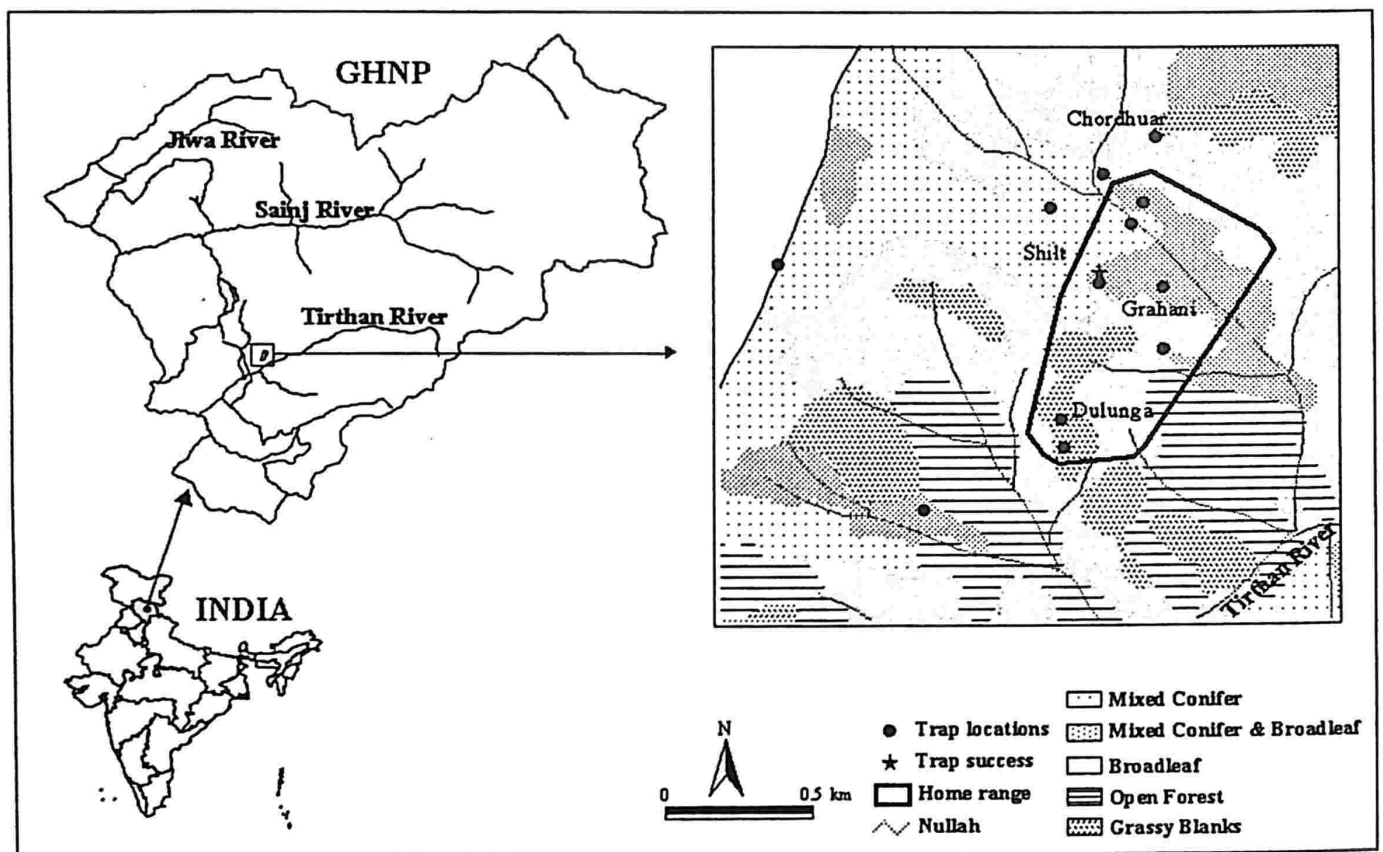 GHNP
Jiwa River
Sainj River
Tirthan River
INDIA
Chordhuar
Shilt
Grahani
Dulunga
Tirthan River
N
0 0.5 km
Trap locations
Trap success
Home range
Nullah
Mixed Conifer
Mixed Conifer & Broadleaf
Broadleaf
Open Forest
Grassy Blanks